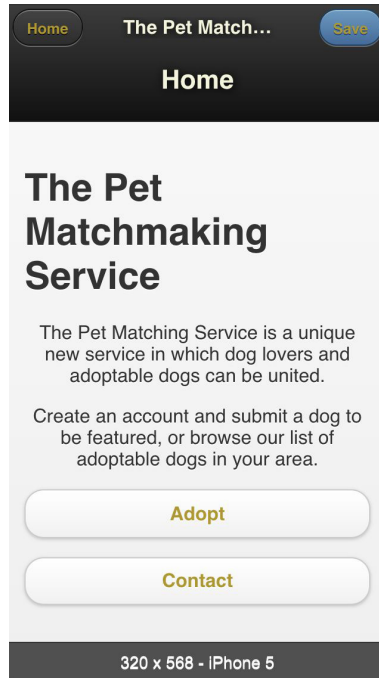 Home The Pet Match... Save
Home
The Pet
Matchmaking
Service
The Pet Matching Service is a unique
new service in which dog lovers and
adoptable dogs can be united.
Create an account and submit a dog to
be featured, or browse our list of
adoptable dogs in your area.
Adopt
Contact
320 x 568 - iPhone 5